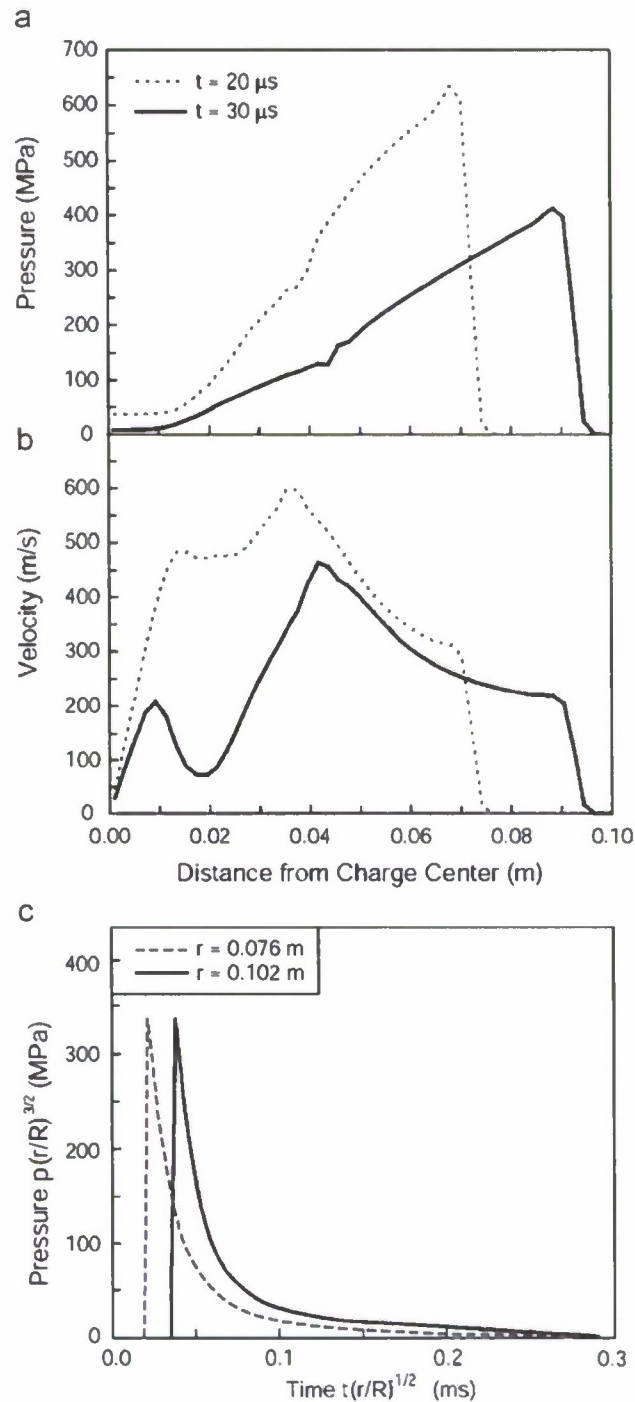 a
700
600
500
400
300
200
100
0
Pressure (MPa)
t = 20 µs
t = 30 µs
b
600
500
400
300
200
100
0
Velocity (m/s)
0.00 0.02 0.04 0.06 0.08 0.10
Distance from Charge Center (m)
c
r = 0.076 m
r = 0.102 m
400
300
200
100
0
Pressure p(r/R)^3/2 (MPa)
0.0 0.1 0.2 0.3
Time t(r/R)^1/2 (ms)